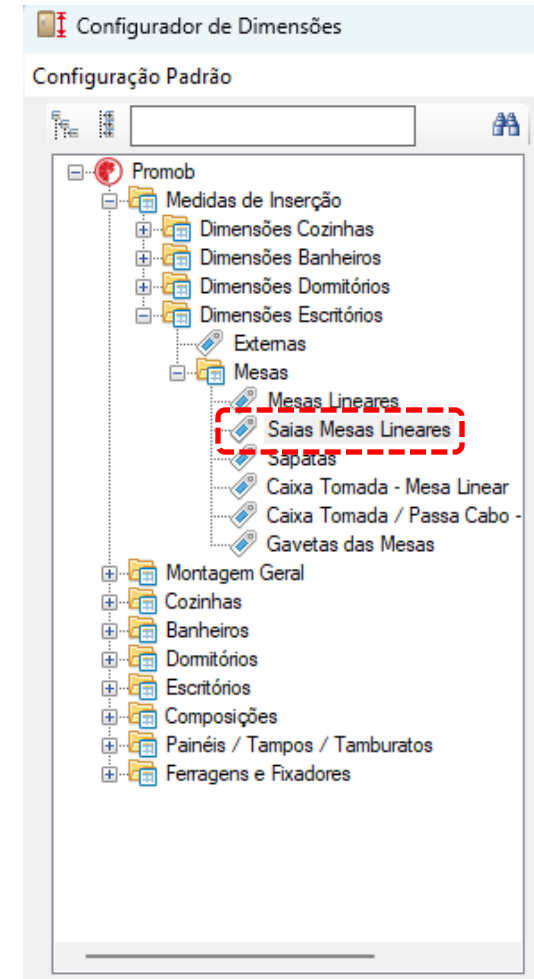 Configurador de Dimensões
Configuração Padrão
Promob
Medidas de Inserção
Dimensões Cozinhas
Dimensões Banheiros
Dimensões Dormitórios
Dimensões Escritórios
Externas
Mesas
Mesas Lineares
Saias Mesas Lineares
Sapatas
Caixa Tomada - Mesa Linear
Caixa Tomada / Passa Cabo -
Gavetas das Mesas
Montagem Geral
Cozinhas
Banheiros
Dormitórios
Escritórios
Composições
Painéis / Tampos / Tamburatos
Ferragens e Fixadores